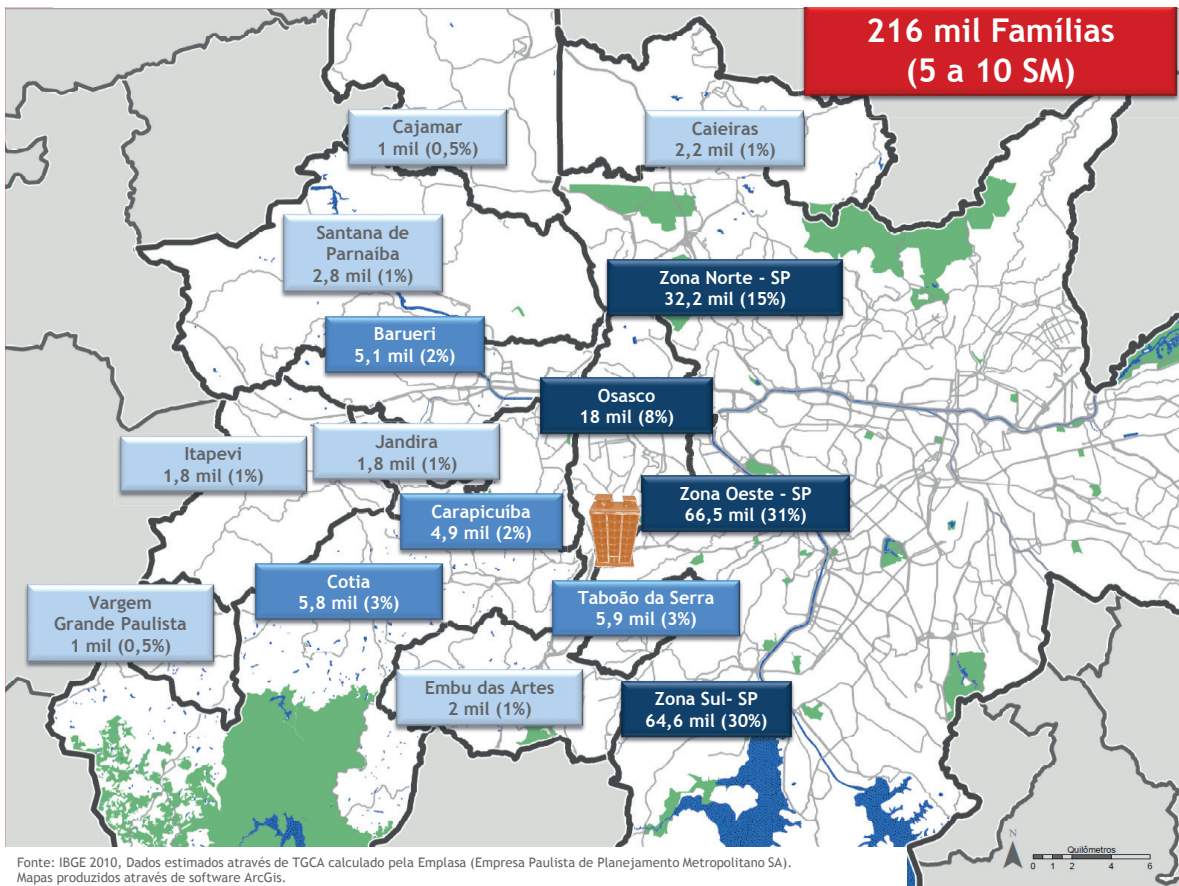 216 mil Famílias
(5 a 10 SM)
Cajamar
1 mil (0,5%)
Caieiras
2,2 mil (1%)
Santana de
Parnaíba
2,8 mil (1%)
Zona Norte - SP
32,2 mil (15%)
Barueri
5,1 mil (2%)
Osasco
18 mil (8%)
Jandira
1,8 mil (1%)
Itapevi
1,8 mil (1%)
Zona Oeste - SP
66,5 mil (31%)
Carapicuíba
4,9 mil (2%)
Cotia
5,8 mil (3%)
Taboão da Serra
5,9 mil (3%)
Vargem
Grande Paulista
1 mil (0,5%)
Embu das Artes
2 mil (1%)
Zona Sul- SP
64,6 mil (30%)
N
Quilômetros
0 1 2 4 6
Fonte: IBGE 2010, Dados estimados através de TGCA calculado pela Emplasa (Empresa Paulista de Planejamento Metropolitano SA).
Mapas produzidos através de software ArcGis.